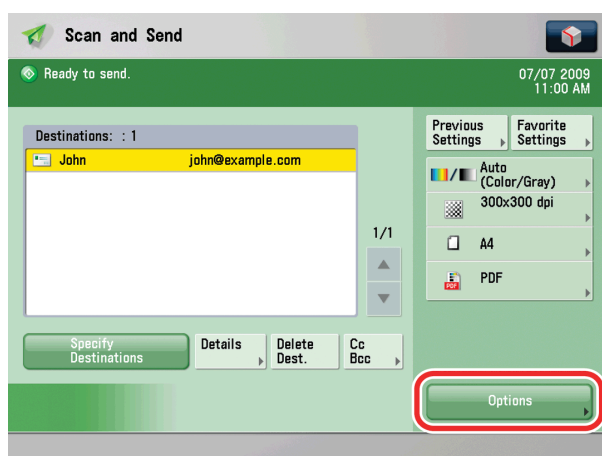 Scan and Send
Ready to send.
07/07 2009
11:00 AM
Destinations: : 1
John john@example.com
1/1
Previous
Settings
Favorite
Settings
Auto
(Color/Gray)
300x300 dpi
A4
PDF
PDF
Specify
Destinations
Details
Delete
Dest.
Cc
Bcc
Options